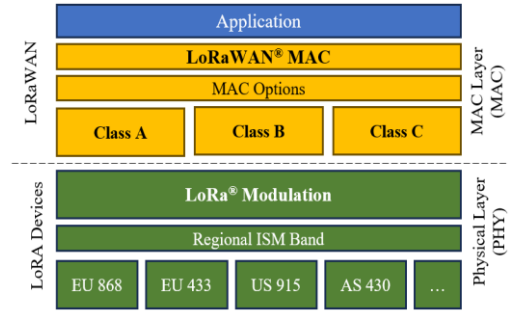 Application
LoRaWAN® MAC
MAC Options
Class A
Class B
Class C
LoRaWAN
MAC Layer
(MAC)
LoRa® Modulation
Regional ISM Band
EU 868
EU 433
US 915
AS 430
...
LoRA Devices
Physical Layer
(PHY)